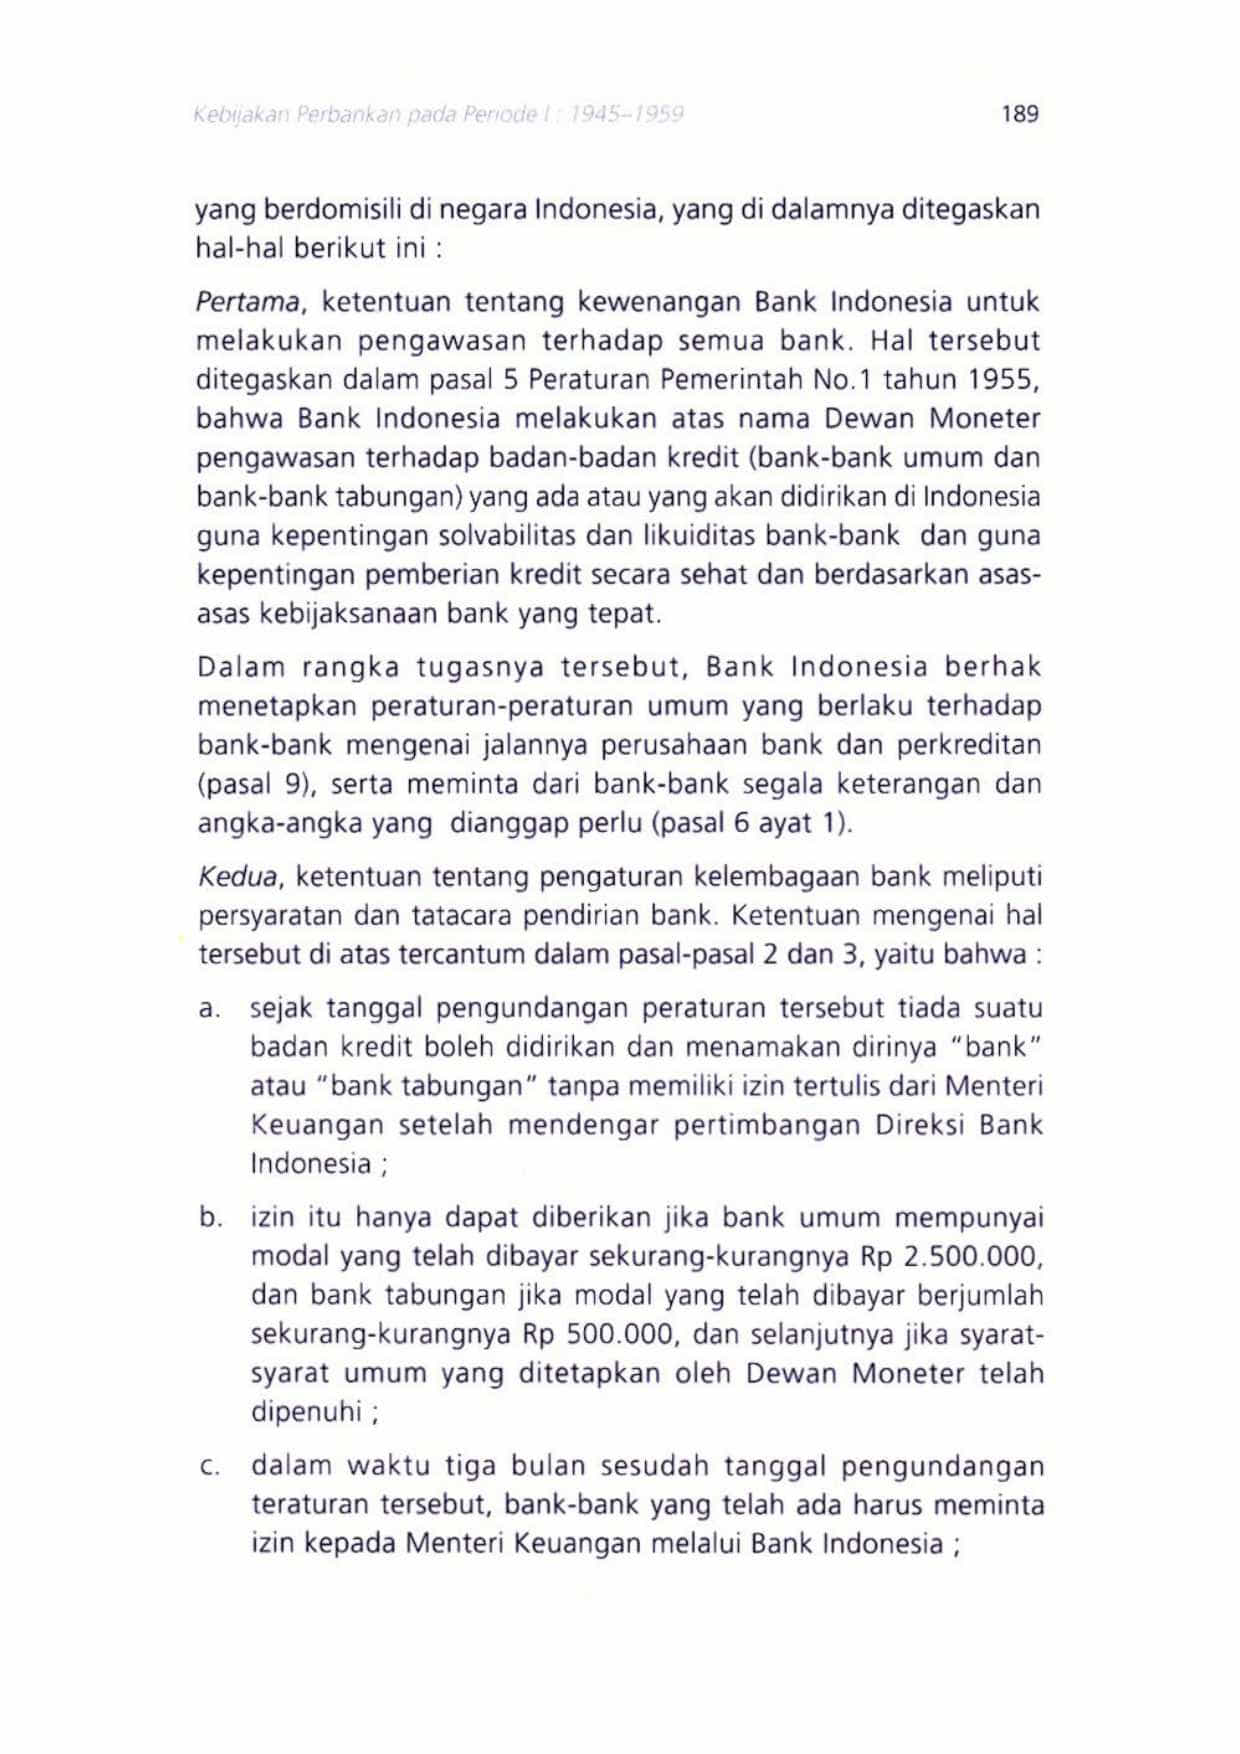 Kebijakan Perbankan pada Periode I : 1945–1959 189
yang berdomisili di negara Indonesia, yang di dalamnya ditegaskan
hal-hal berikut ini :
Pertama, ketentuan tentang kewenangan Bank Indonesia untuk
melakukan pengawasan terhadap semua bank. Hal tersebut
ditegaskan dalam pasal 5 Peraturan Pemerintah No.1 tahun 1955,
bahwa Bank Indonesia melakukan atas nama Dewan Moneter
pengawasan terhadap badan-badan kredit (bank-bank umum dan
bank-bank tabungan) yang ada atau yang akan didirikan di Indonesia
guna kepentingan solvabilitas dan likuiditas bank-bank dan guna
kepentingan pemberian kredit secara sehat dan berdasarkan asas-
asas kebijaksanaan bank yang tepat.
Dalam rangka tugasnya tersebut, Bank Indonesia berhak
menetapkan peraturan-peraturan umum yang berlaku terhadap
bank-bank mengenai jalannya perusahaan bank dan perkreditan
(pasal 9), serta meminta dari bank-bank segala keterangan dan
angka-angka yang dianggap perlu (pasal 6 ayat 1).
Kedua, ketentuan tentang pengaturan kelembagaan bank meliputi
persyaratan dan tatacara pendirian bank. Ketentuan mengenai hal
tersebut di atas tercantum dalam pasal-pasal 2 dan 3, yaitu bahwa :
a. sejak tanggal pengundangan peraturan tersebut tiada suatu
badan kredit boleh didirikan dan menamakan dirinya "bank"
atau "bank tabungan" tanpa memiliki izin tertulis dari Menteri
Keuangan setelah mendengar pertimbangan Direksi Bank
Indonesia ;
b. izin itu hanya dapat diberikan jika bank umum mempunyai
modal yang telah dibayar sekurang-kurangnya Rp 2.500.000,
dan bank tabungan jika modal yang telah dibayar berjumlah
sekurang-kurangnya Rp 500.000, dan selanjutnya jika syarat-
syarat umum yang ditetapkan oleh Dewan Moneter telah
dipenuhi ;
c. dalam waktu tiga bulan sesudah tanggal pengundangan
teraturan tersebut, bank-bank yang telah ada harus meminta
izin kepada Menteri Keuangan melalui Bank Indonesia ;